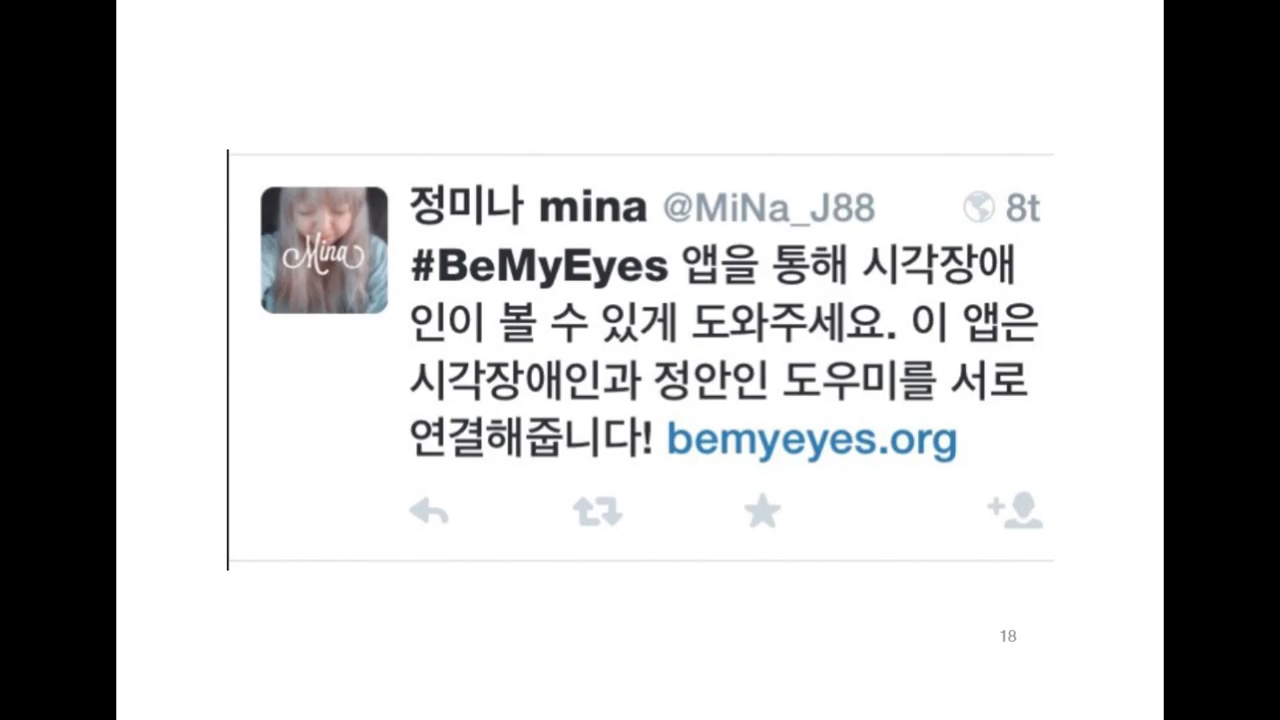 정미나 mina @MiNa_J88 8t
#BeMyEyes 앱을 통해 시각장애
인이 볼 수 있게 도와주세요. 이 앱은
시각장애인과 정안인 도우미를 서로
연결해줍니다! bemyeyes.org
Mina
18